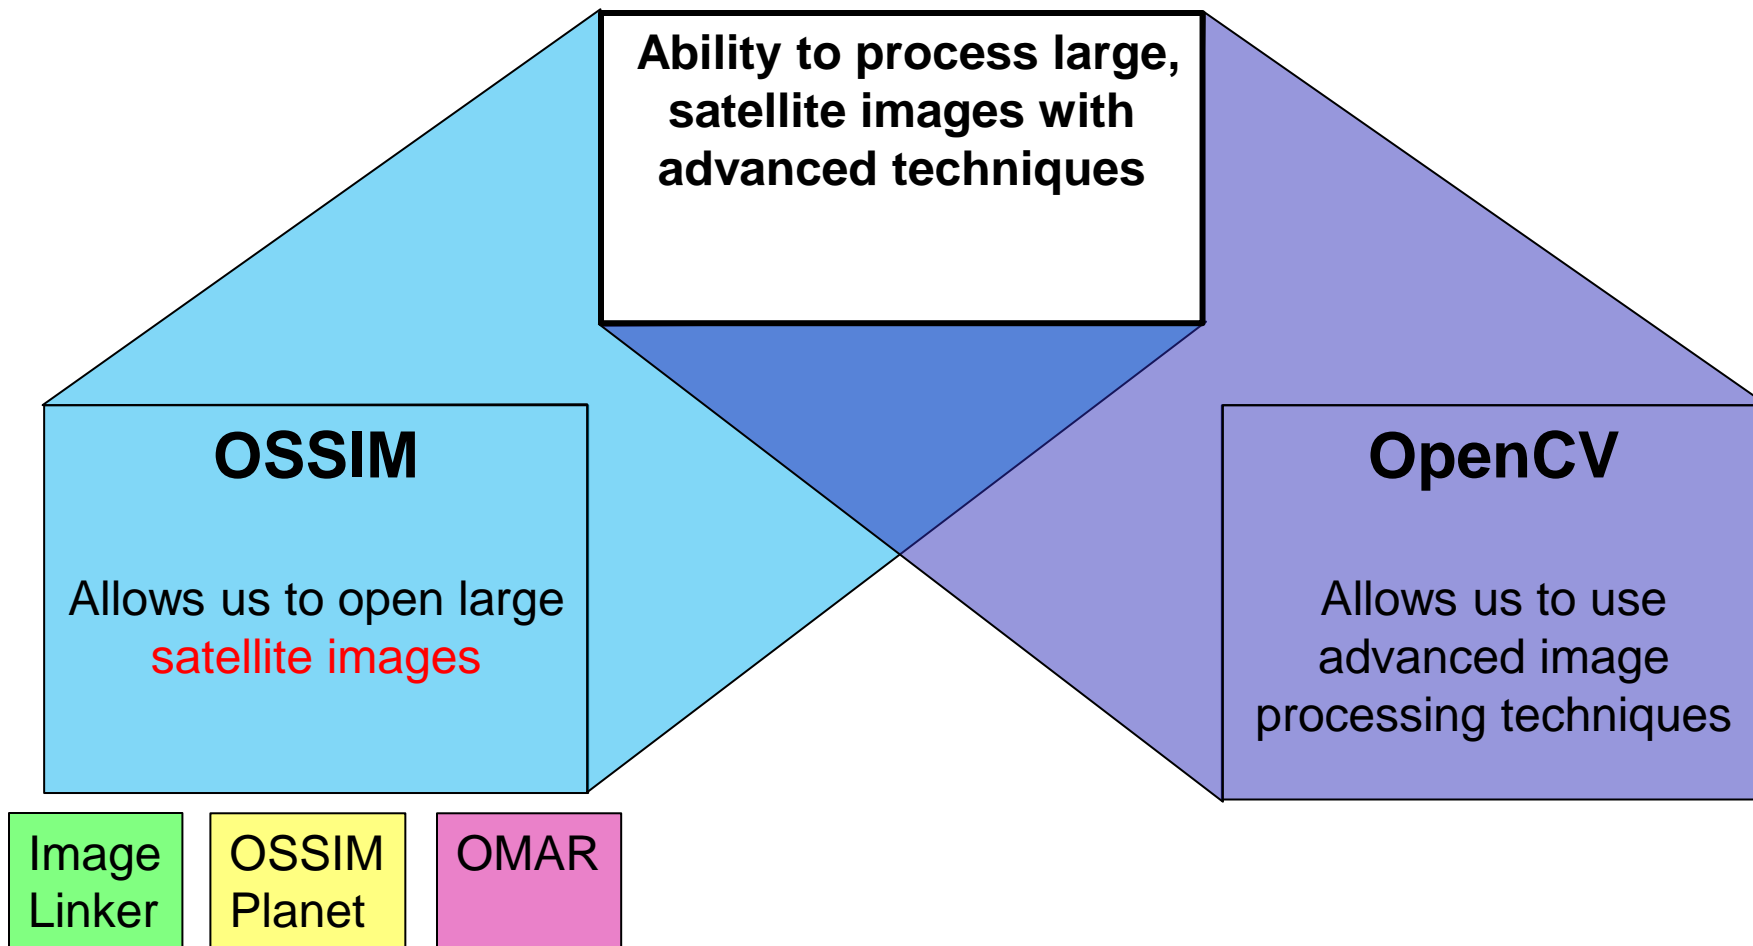 Ability to process large,
satellite images with
advanced techniques
OSSIM
Allows us to open large
satellite images
OpenCV
Allows us to use
advanced image
processing techniques
Image
Linker
OSSIM
Planet
OMAR